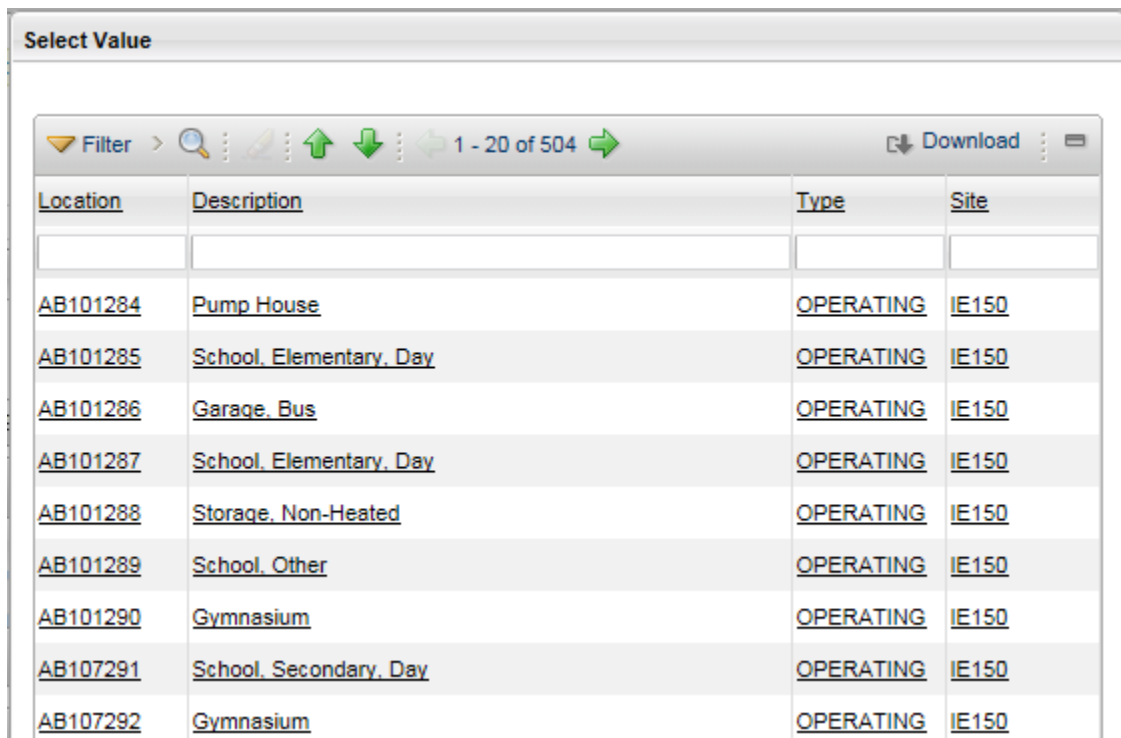 Select Value
Filter > 1 - 20 of 504 Download
Location Description Type Site
AB101284 Pump House OPERATING IE150
AB101285 School, Elementary, Day OPERATING IE150
AB101286 Garage, Bus OPERATING IE150
AB101287 School, Elementary, Day OPERATING IE150
AB101288 Storage, Non-Heated OPERATING IE150
AB101289 School, Other OPERATING IE150
AB101290 Gymnasium OPERATING IE150
AB107291 School, Secondary, Day OPERATING IE150
AB107292 Gymnasium OPERATING IE150